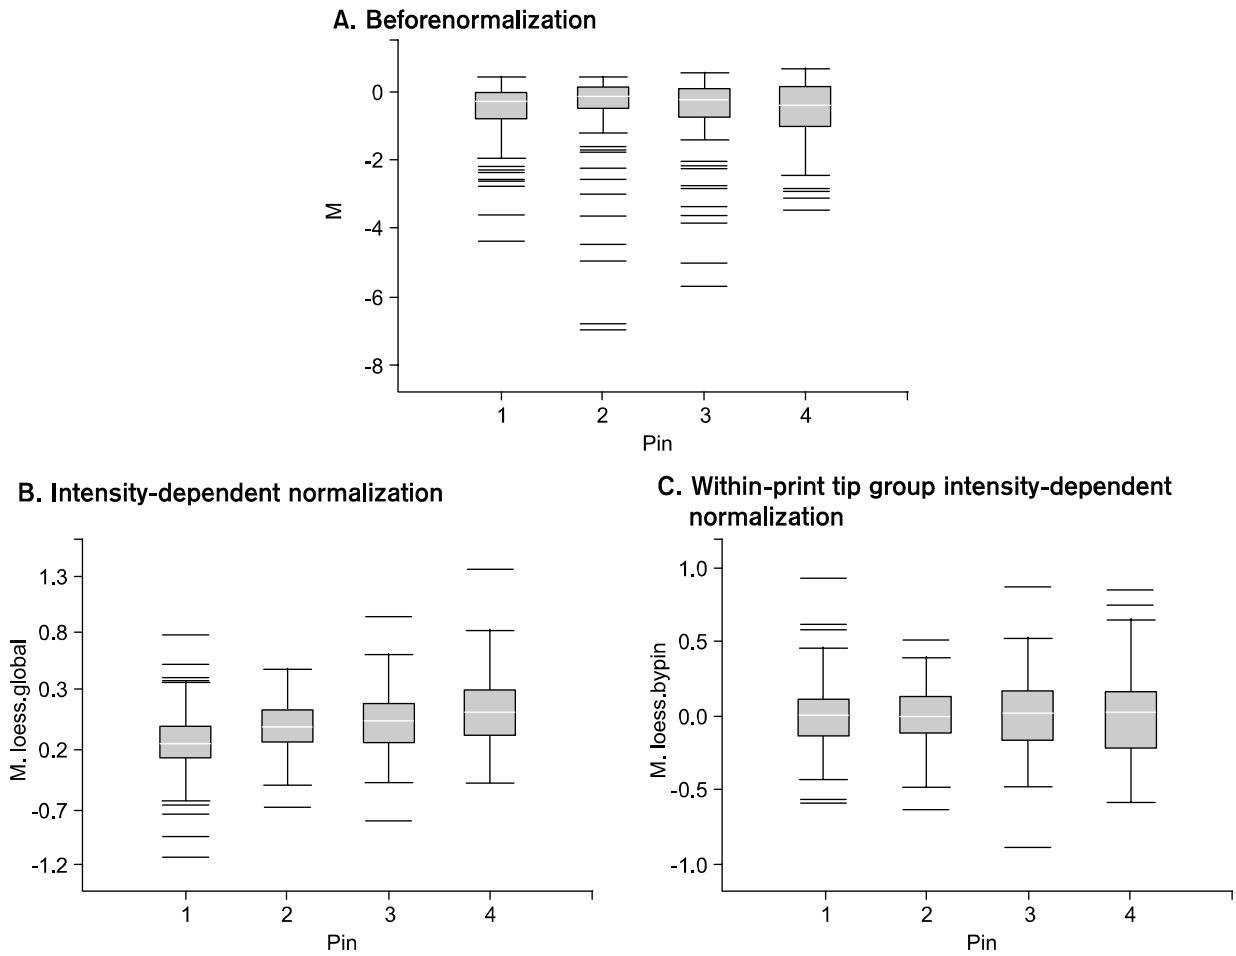 A. Beforenormalization
0
-2
-4
-6
-8
M
1 2 3 4
Pin
B. Intensity-dependent normalization
1.3
0.8
0.3
0.2
-0.7
-1.2
M. loess.global
1 2 3 4
Pin
C. Within-print tip group intensity-dependent
normalization
1.0
0.5
0.0
-0.5
-1.0
M. loess.bypin
1 2 3 4
Pin